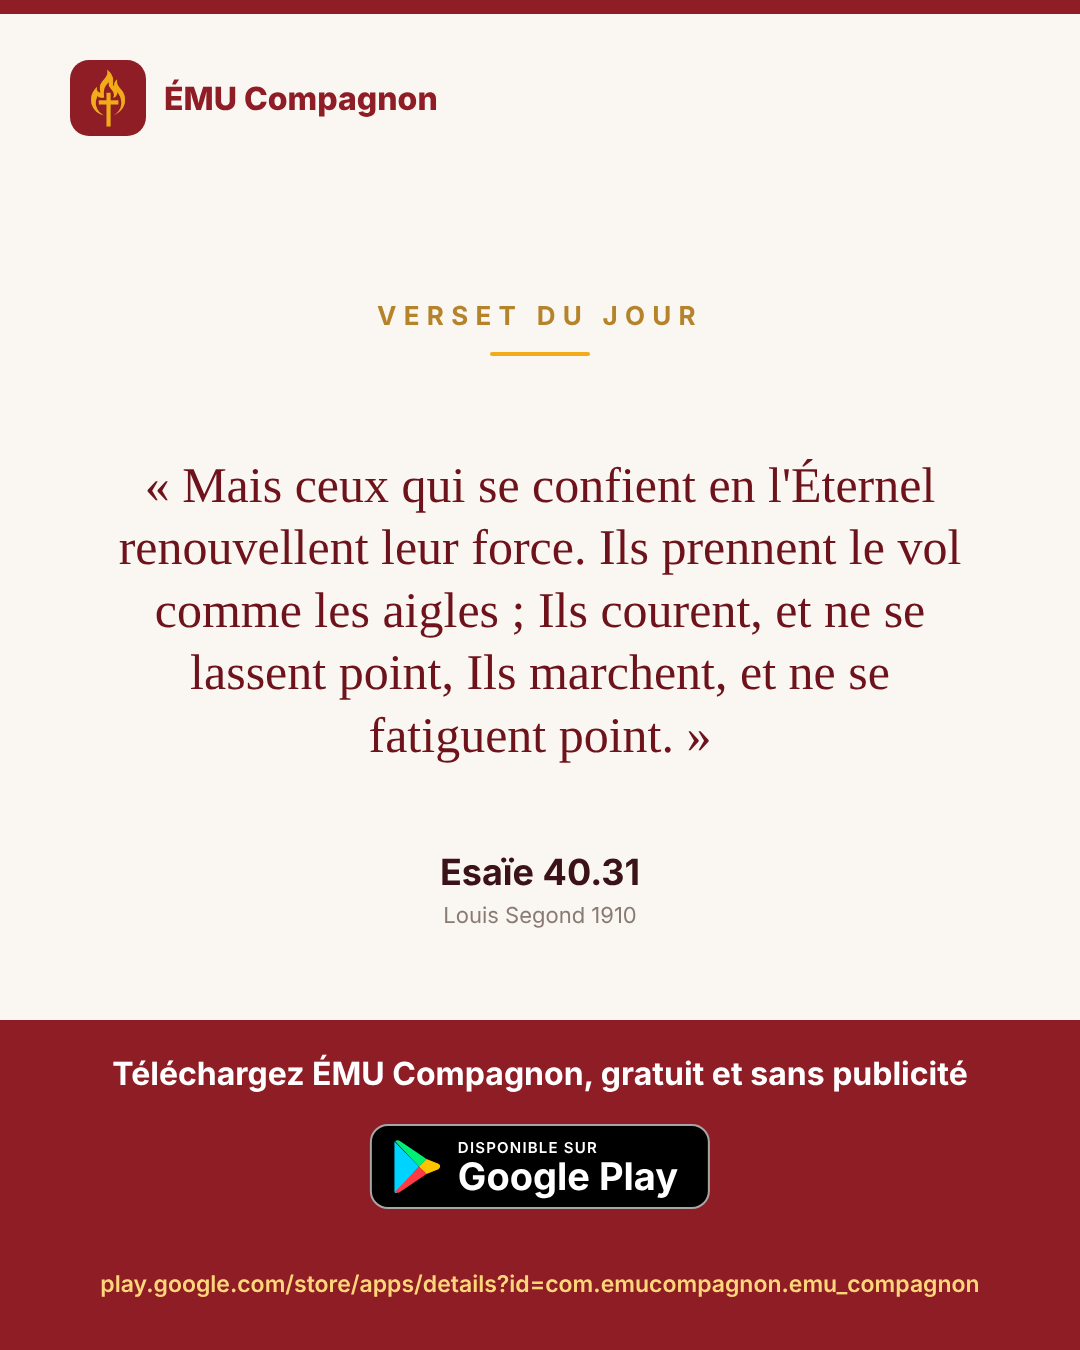 ÉMU Compagnon
VERSET DU JOUR
« Mais ceux qui se confient en l'Éternel
renouvellent leur force. Ils prennent le vol
comme les aigles ; Ils courent, et ne se
lassent point, Ils marchent, et ne se
fatiguent point. »
Esaïe 40.31
Louis Segond 1910
Téléchargez ÉMU Compagnon, gratuit et sans publicité
DISPONIBLE SUR
Google Play
play.google.com/store/apps/details?id=com.emucompagnon.emu_compagnon